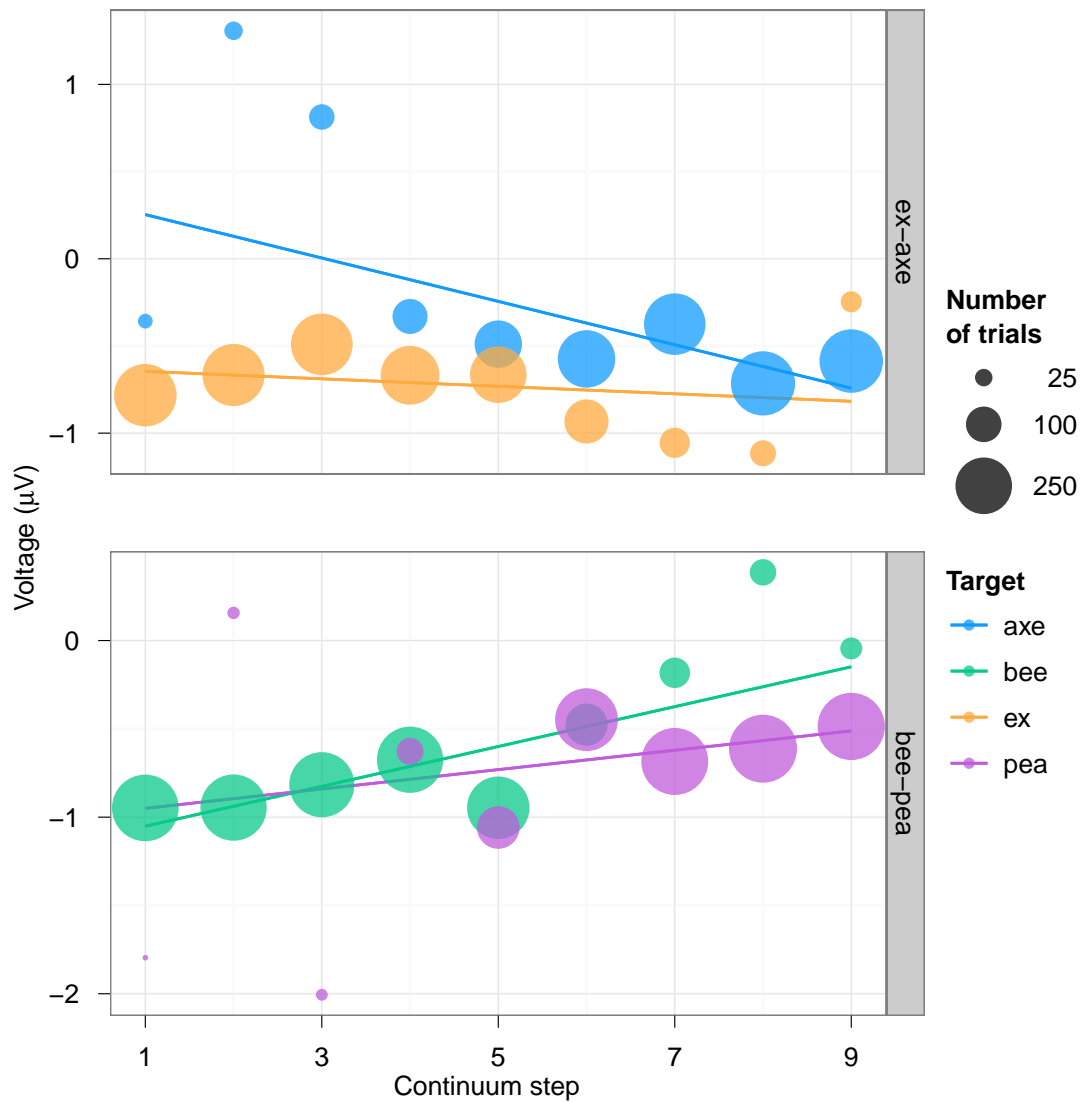 1
0
−1
ex−axe
Voltage (μV)
0
−1
−2
bee−pea
1
3
5
7
9
Continuum step
Number
of trials
25
100
250
Target
axe
bee
ex
pea